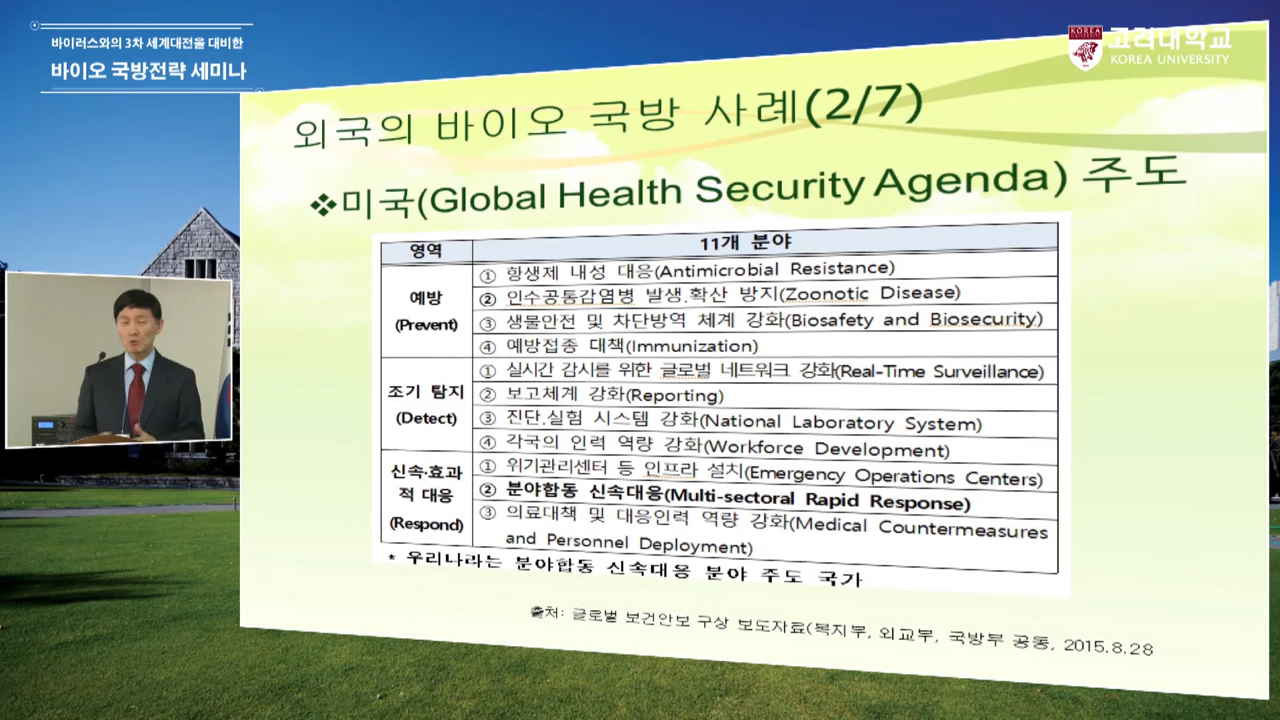 바이러스와의 3차 세계대전을 대비한
바이오 국방전략 세미나
KOREA
고려대학교
KOREA UNIVERSITY
외국의 바이오 국방 사례(2/7)
❖미국(Global Health Security Agenda) 주도
영역
11개 분야
예방
(Prevent)
① 항생제 내성 대응(Antimicrobial Resistance)
② 인수공통감염병 발생.확산 방지(Zoonotic Disease)
③ 생물안전 및 차단방역 체계 강화(Biosafety and Biosecurity)
④ 예방접종 대책(Immunization)
조기 탐지
(Detect)
① 실시간 감시를 위한 글로벌 네트워크 강화(Real-Time Surveillance)
② 보고체계 강화(Reporting)
③ 진단.실험 시스템 강화(National Laboratory System)
④ 각국의 인력 역량 강화(Workforce Development)
신속·효과
적 대응
(Respond)
① 위기관리센터 등 인프라 설치(Emergency Operations Centers)
② 분야합동 신속대응(Multi-sectoral Rapid Response)
③ 의료대책 및 대응인력 역량 강화(Medical Countermeasures
and Personnel Deployment)
* 우리나라는 분야합동 신속대응 분야 주도 국가
출처: 글로벌 보건안보 구상 보도자료(복지부, 외교부, 국방부 공동, 2015.8.28